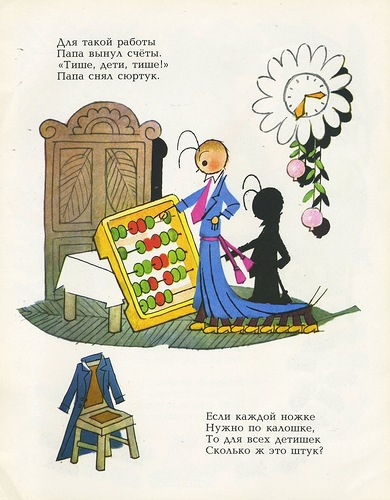 Для такой работы
Папа вынул счёты.
«Тише, дети, тише!»
Папа снял сюртук.
Если каждой ножке
Нужно по калошке,
То для всех детишек
Сколько ж это штук?